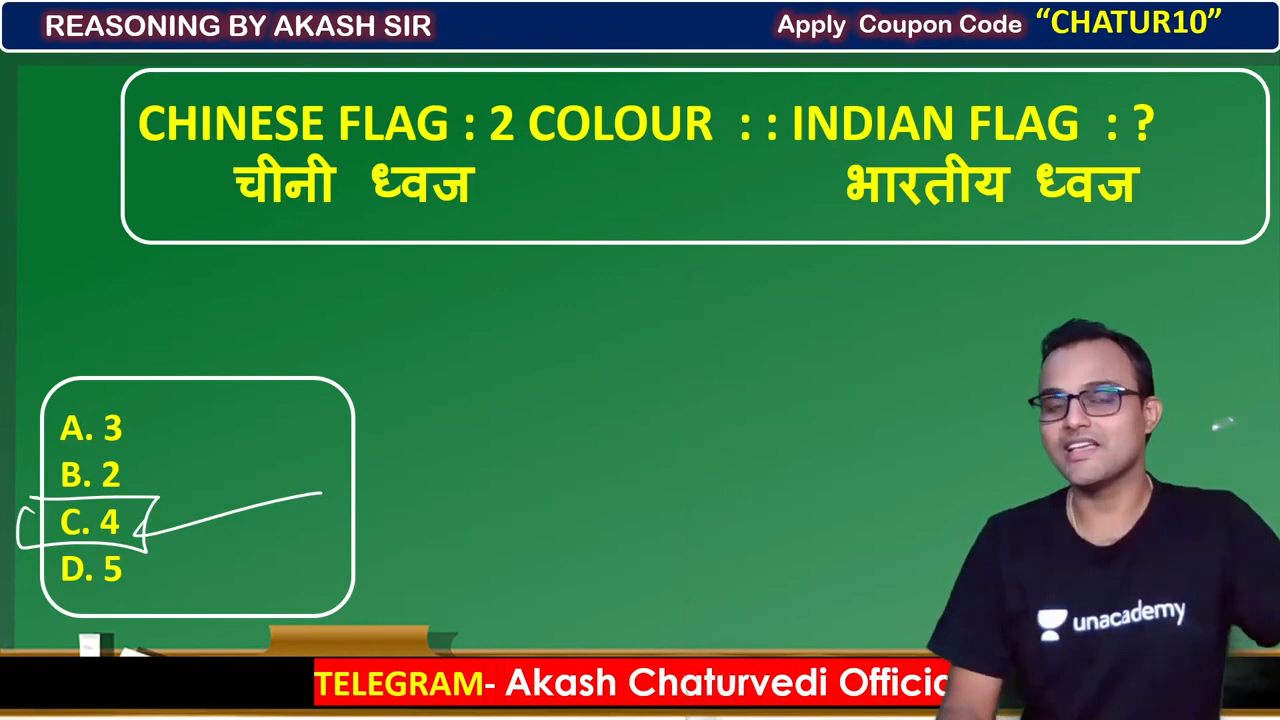 REASONING BY AKASH SIR
Apply Coupon Code "CHATUR10"
CHINESE FLAG : 2 COLOUR : : INDIAN FLAG : ?
चीनी ध्वज भारतीय ध्वज
A. 3
B. 2
C. 4
D. 5
unacademy
TELEGRAM- Akash Chaturvedi Officia